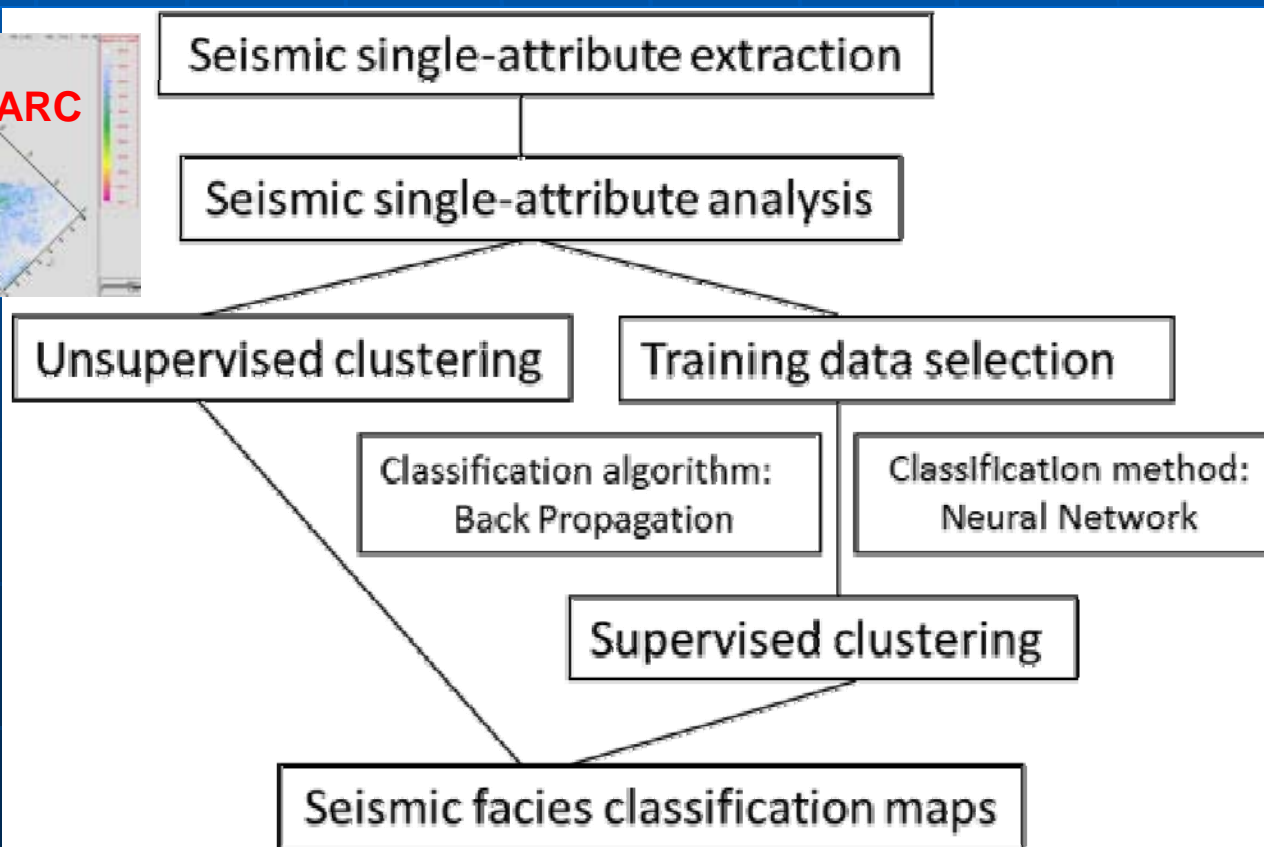 Seismic single-attribute extraction
ARC
Seismic single-attribute analysis
Unsupervised clustering
Training data selection
Classification algorithm:
Back Propagation
Classification method:
Neural Network
Supervised clustering
Seismic facies classification maps